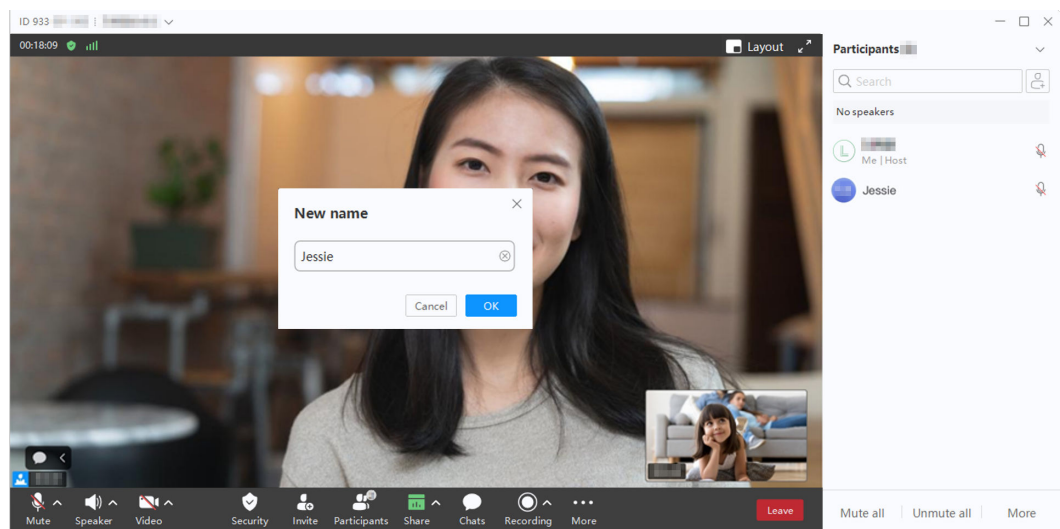 ID 933
00:18:09
Layout
Participants
Search
No speakers
L
Me | Host
Jessie
New name
Jessie
Cancel OK
Mute Speaker Video Security Invite Participants Share Chats Recording More
Leave
Mute all Unmute all More